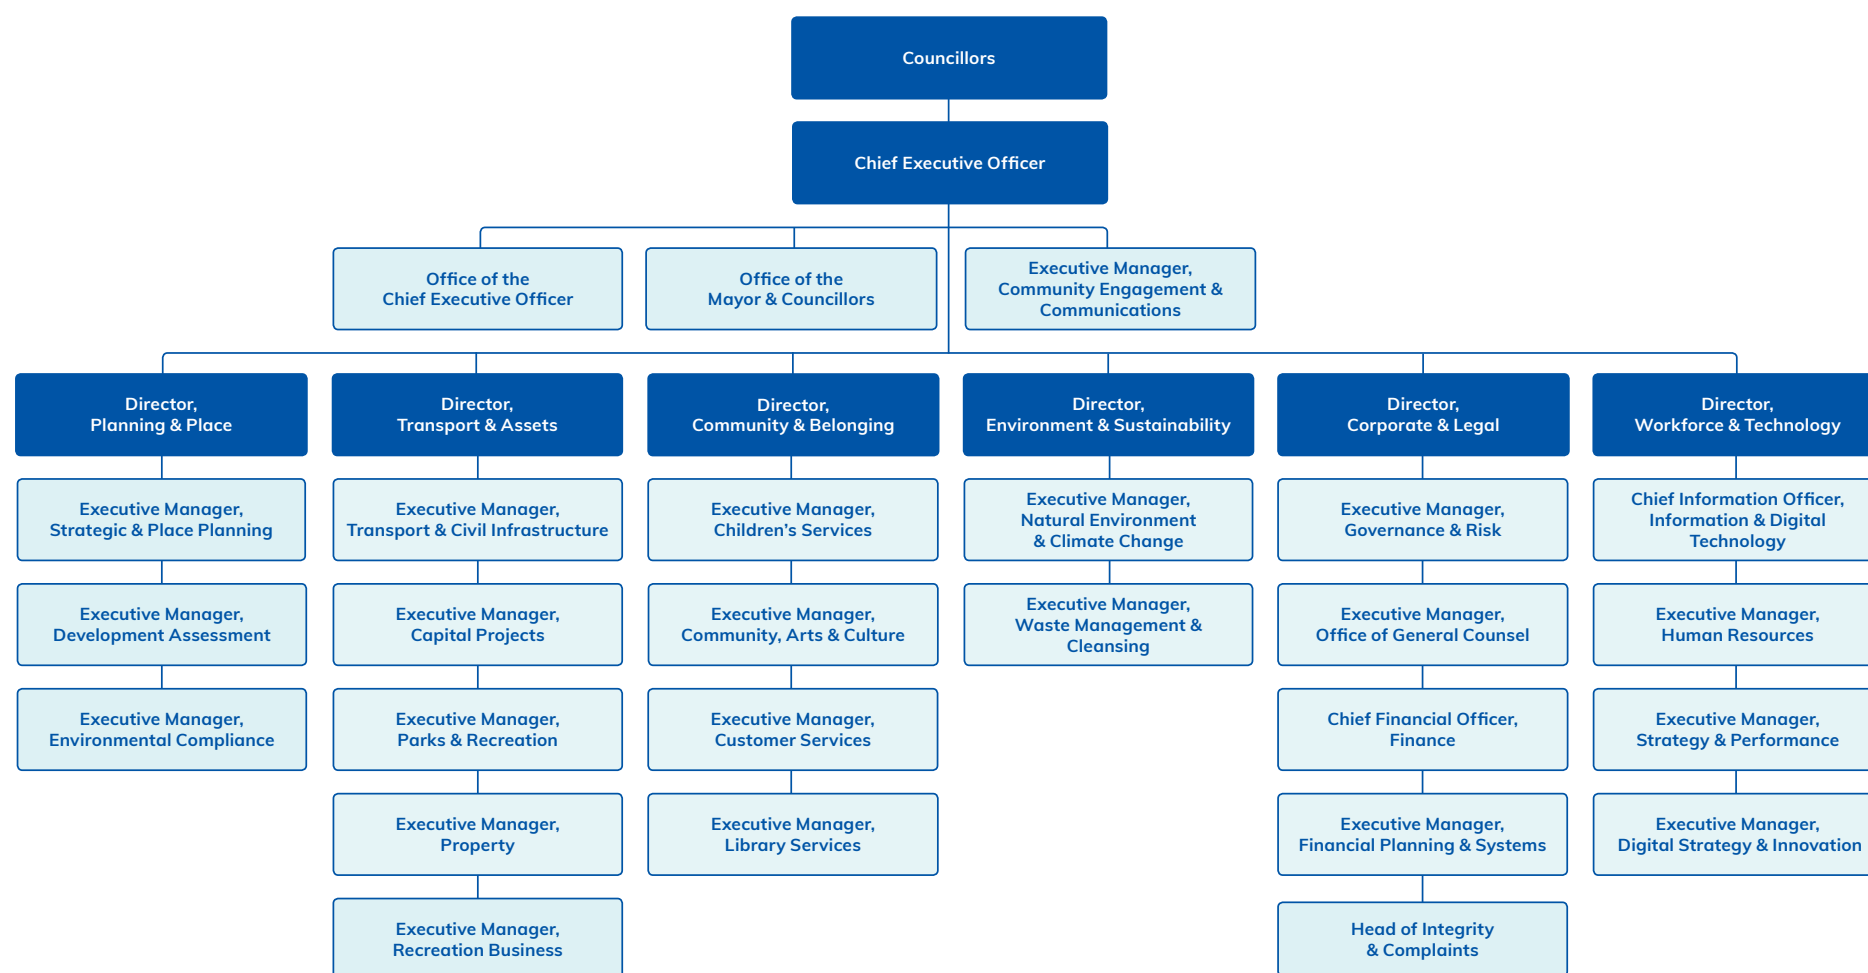 Councillors
Chief Executive Officer
Office of the
Chief Executive Officer
Office of the
Mayor & Councillors
Executive Manager,
Community Engagement &
Communications
Director,
Planning & Place
Director,
Transport & Assets
Director,
Community & Belonging
Director,
Environment & Sustainability
Director,
Corporate & Legal
Director,
Workforce & Technology
Executive Manager,
Strategic & Place Planning
Executive Manager,
Transport & Civil Infrastructure
Executive Manager,
Children’s Services
Executive Manager,
Natural Environment
& Climate Change
Executive Manager,
Governance & Risk
Chief Information Officer,
Information & Digital
Technology
Executive Manager,
Development Assessment
Executive Manager,
Capital Projects
Executive Manager,
Community, Arts & Culture
Executive Manager,
Waste Management &
Cleansing
Executive Manager,
Office of General Counsel
Executive Manager,
Human Resources
Executive Manager,
Environmental Compliance
Executive Manager,
Parks & Recreation
Executive Manager,
Customer Services
Chief Financial Officer,
Finance
Executive Manager,
Strategy & Performance
Executive Manager,
Property
Executive Manager,
Library Services
Executive Manager,
Financial Planning & Systems
Executive Manager,
Digital Strategy & Innovation
Executive Manager,
Recreation Business
Head of Integrity
& Complaints